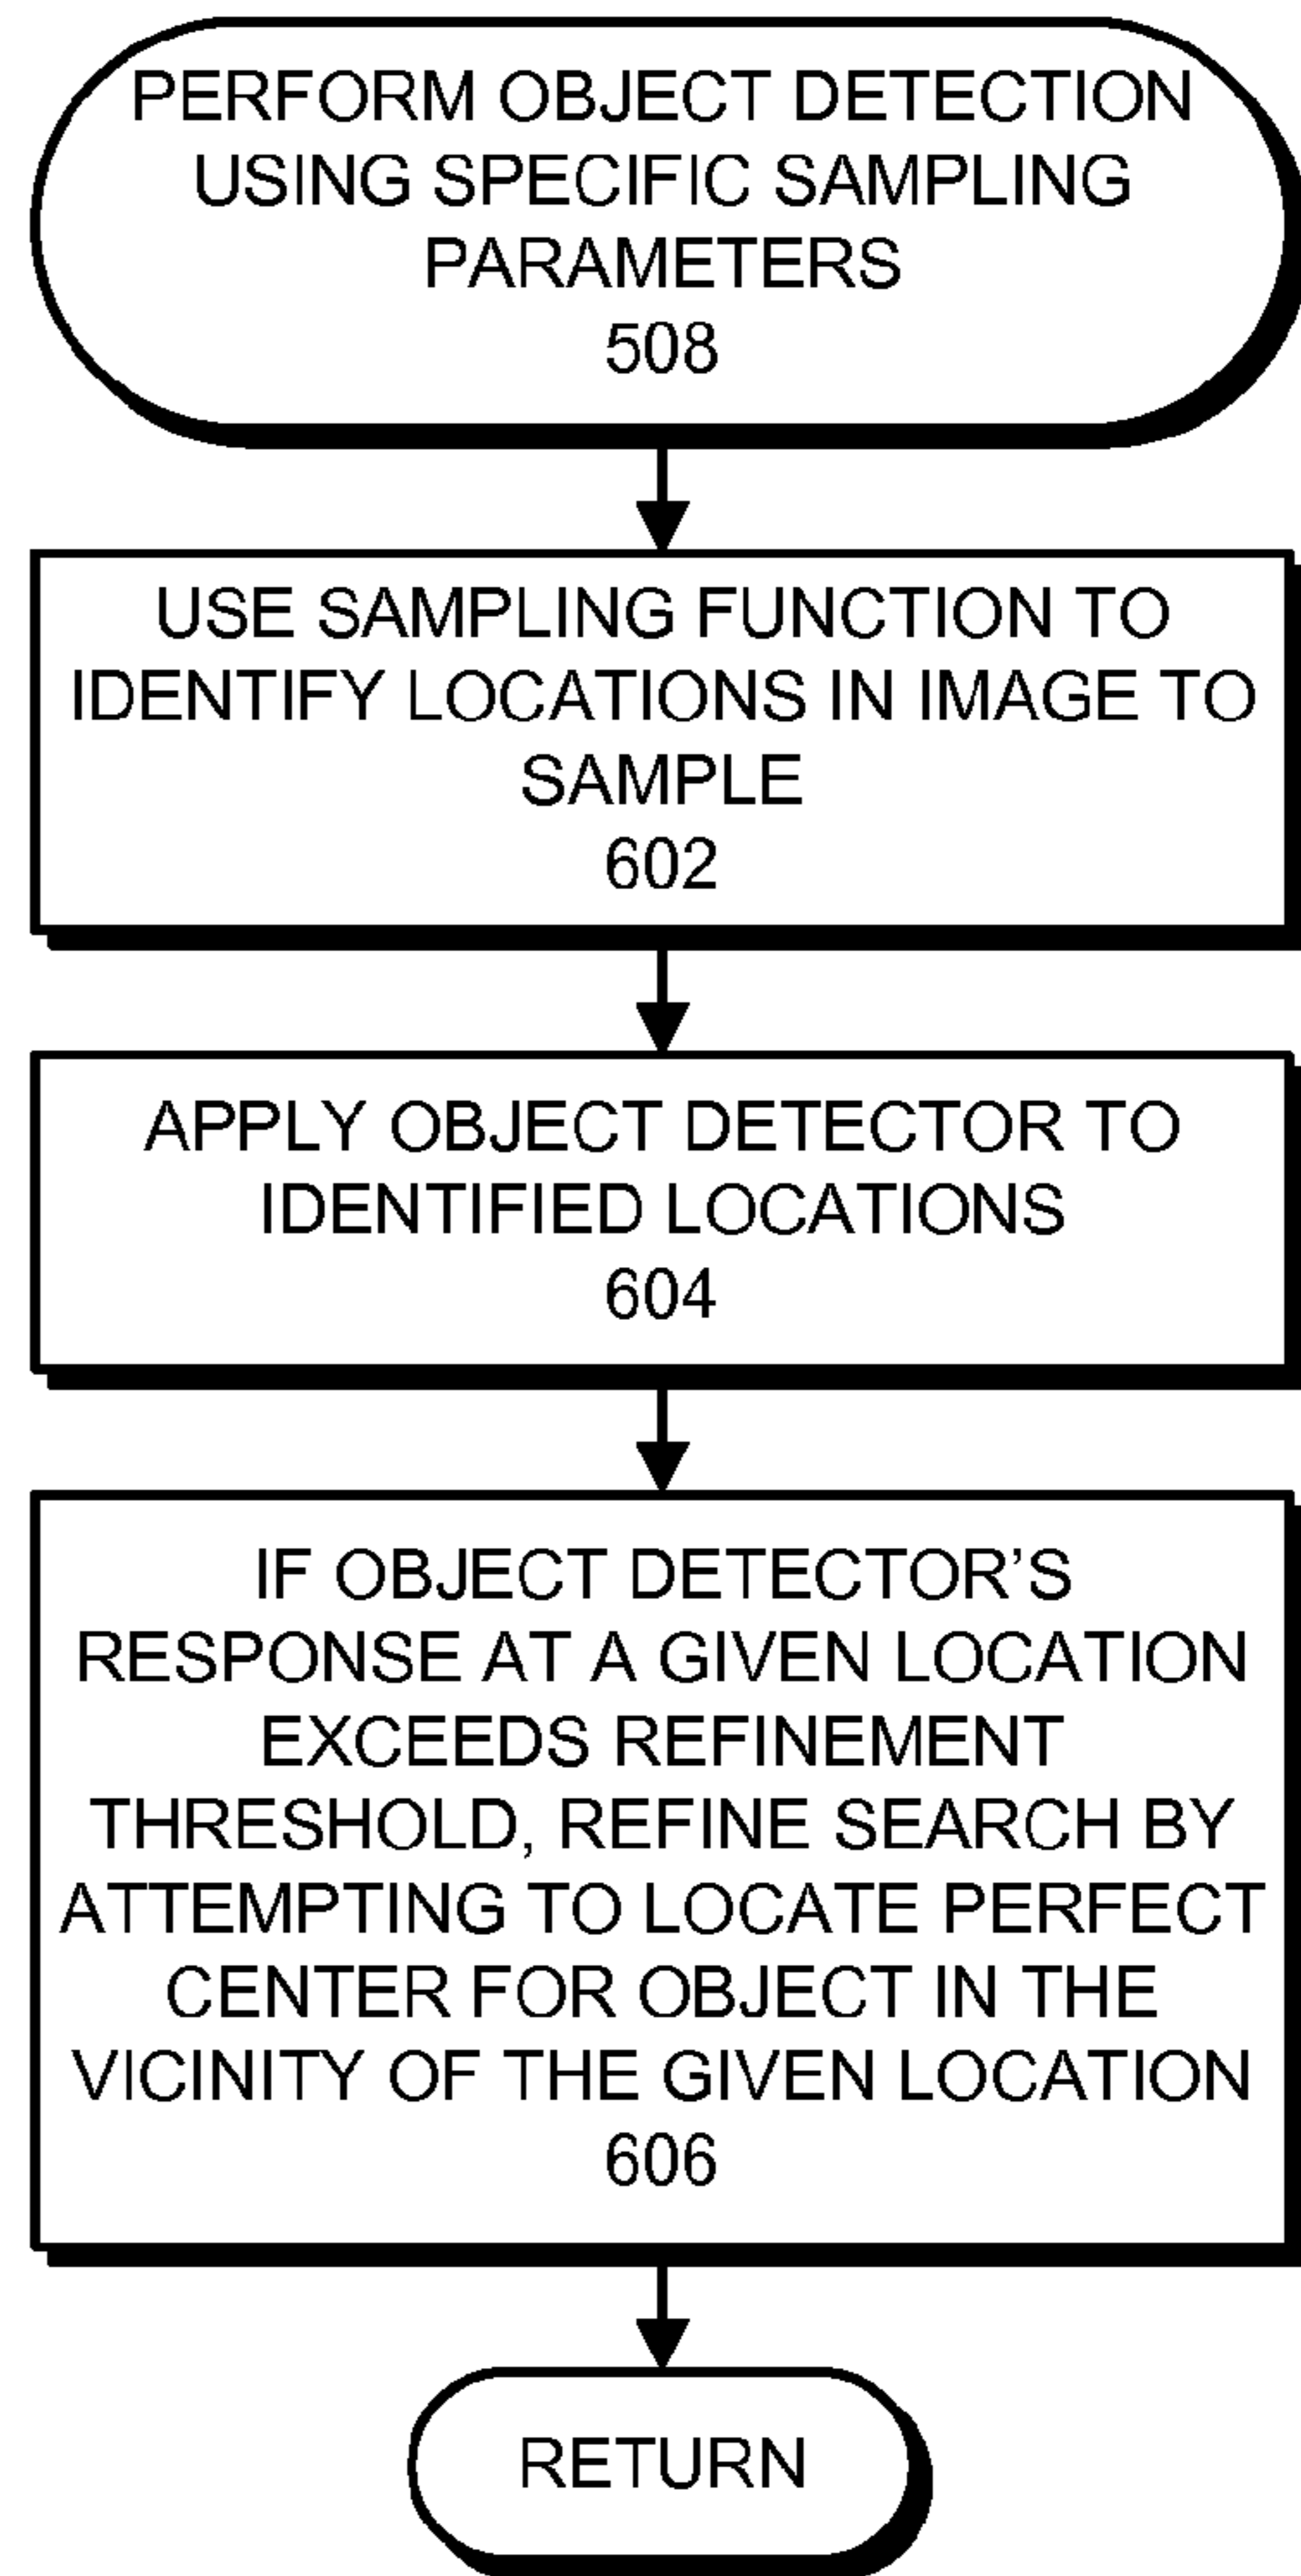 PERFORM OBJECT DETECTION
USING SPECIFIC SAMPLING
PARAMETERS
508
USE SAMPLING FUNCTION TO
IDENTIFY LOCATIONS IN IMAGE TO
SAMPLE
602
APPLY OBJECT DETECTOR TO
IDENTIFIED LOCATIONS
604
IF OBJECT DETECTOR’S
RESPONSE AT A GIVEN LOCATION
EXCEEDS REFINEMENT
THRESHOLD, REFINE SEARCH BY
ATTEMPTING TO LOCATE PERFECT
CENTER FOR OBJECT IN THE
VICINITY OF THE GIVEN LOCATION
606
RETURN